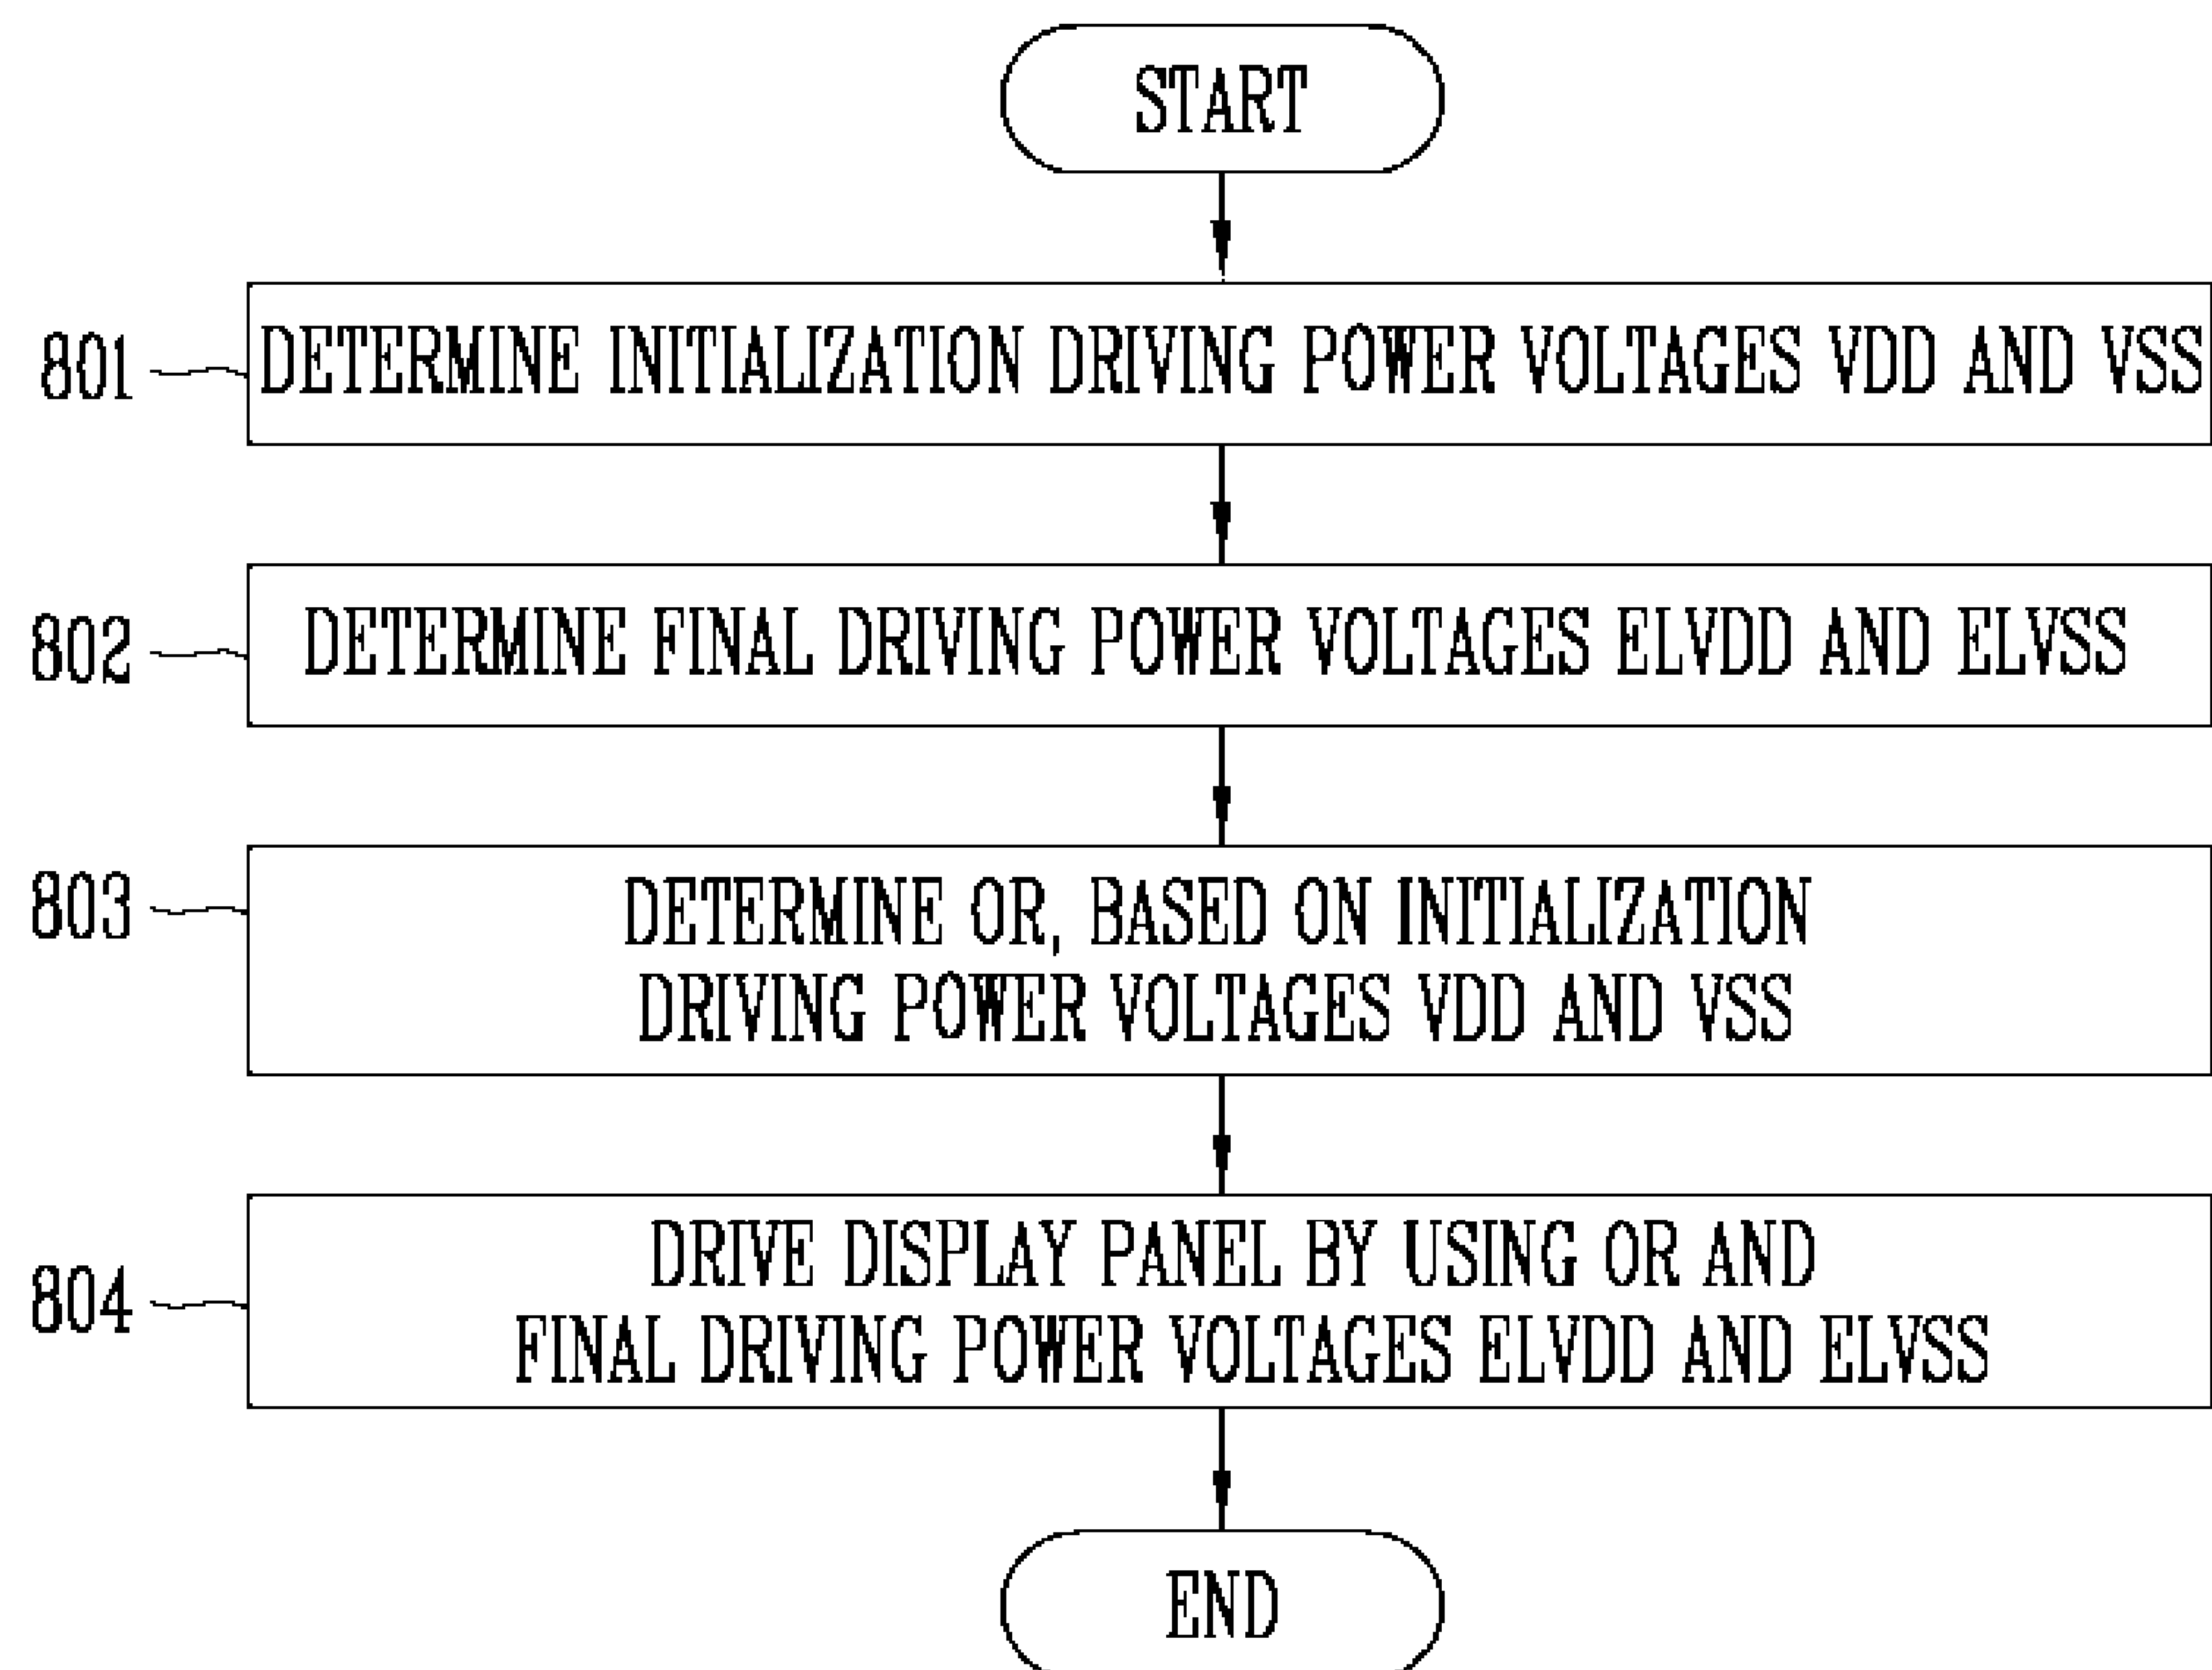 START
801 DETERMINE INITIALIZATION DRIVING POWER VOLTAGES VDD AND VSS
802 DETERMINE FINAL DRIVING POWER VOLTAGES ELVDD AND ELVSS
803 DETERMINE OR, BASED ON INITIALIZATION
DRIVING POWER VOLTAGES VDD AND VSS
804 DRIVE DISPLAY PANEL BY USING OR AND
FINAL DRIVING POWER VOLTAGES ELVDD AND ELVSS
END